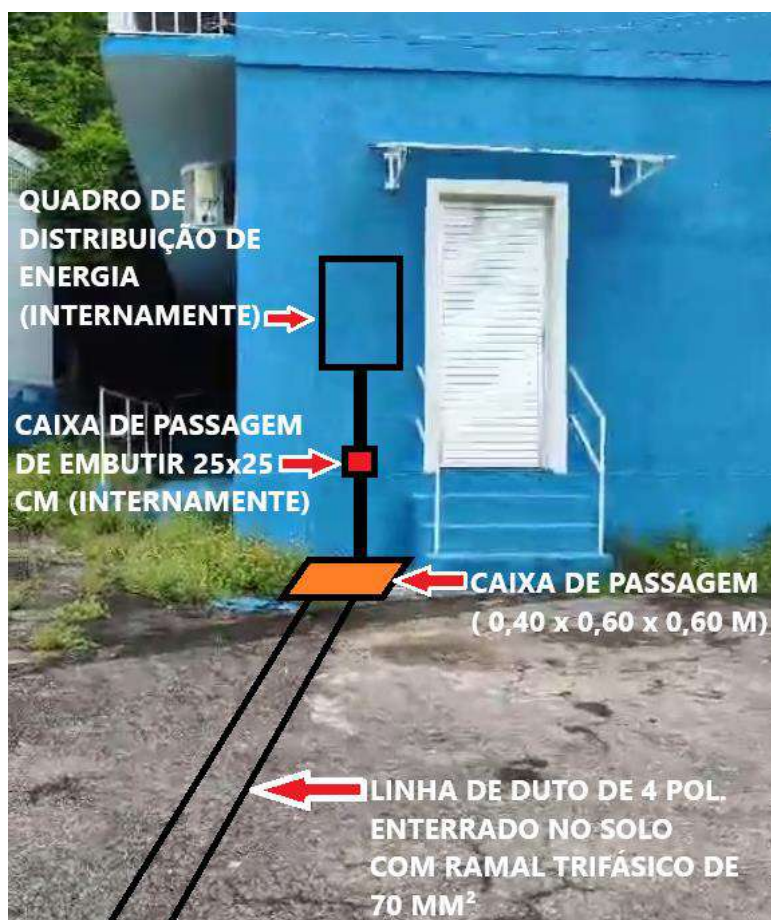 QUADRO DE
DISTRIBUIÇÃO DE
ENERGIA
(INTERNAMENTE)
CAIXA DE PASSAGEM
DE EMBUTIR 25x25
CM (INTERNAMENTE)
CAIXA DE PASSAGEM
( 0,40 x 0,60 x 0,60 M)
LINHA DE DUTO DE 4 POL.
ENTERRADO NO SOLO
COM RAMAL TRIFÁSICO DE
70 MM²